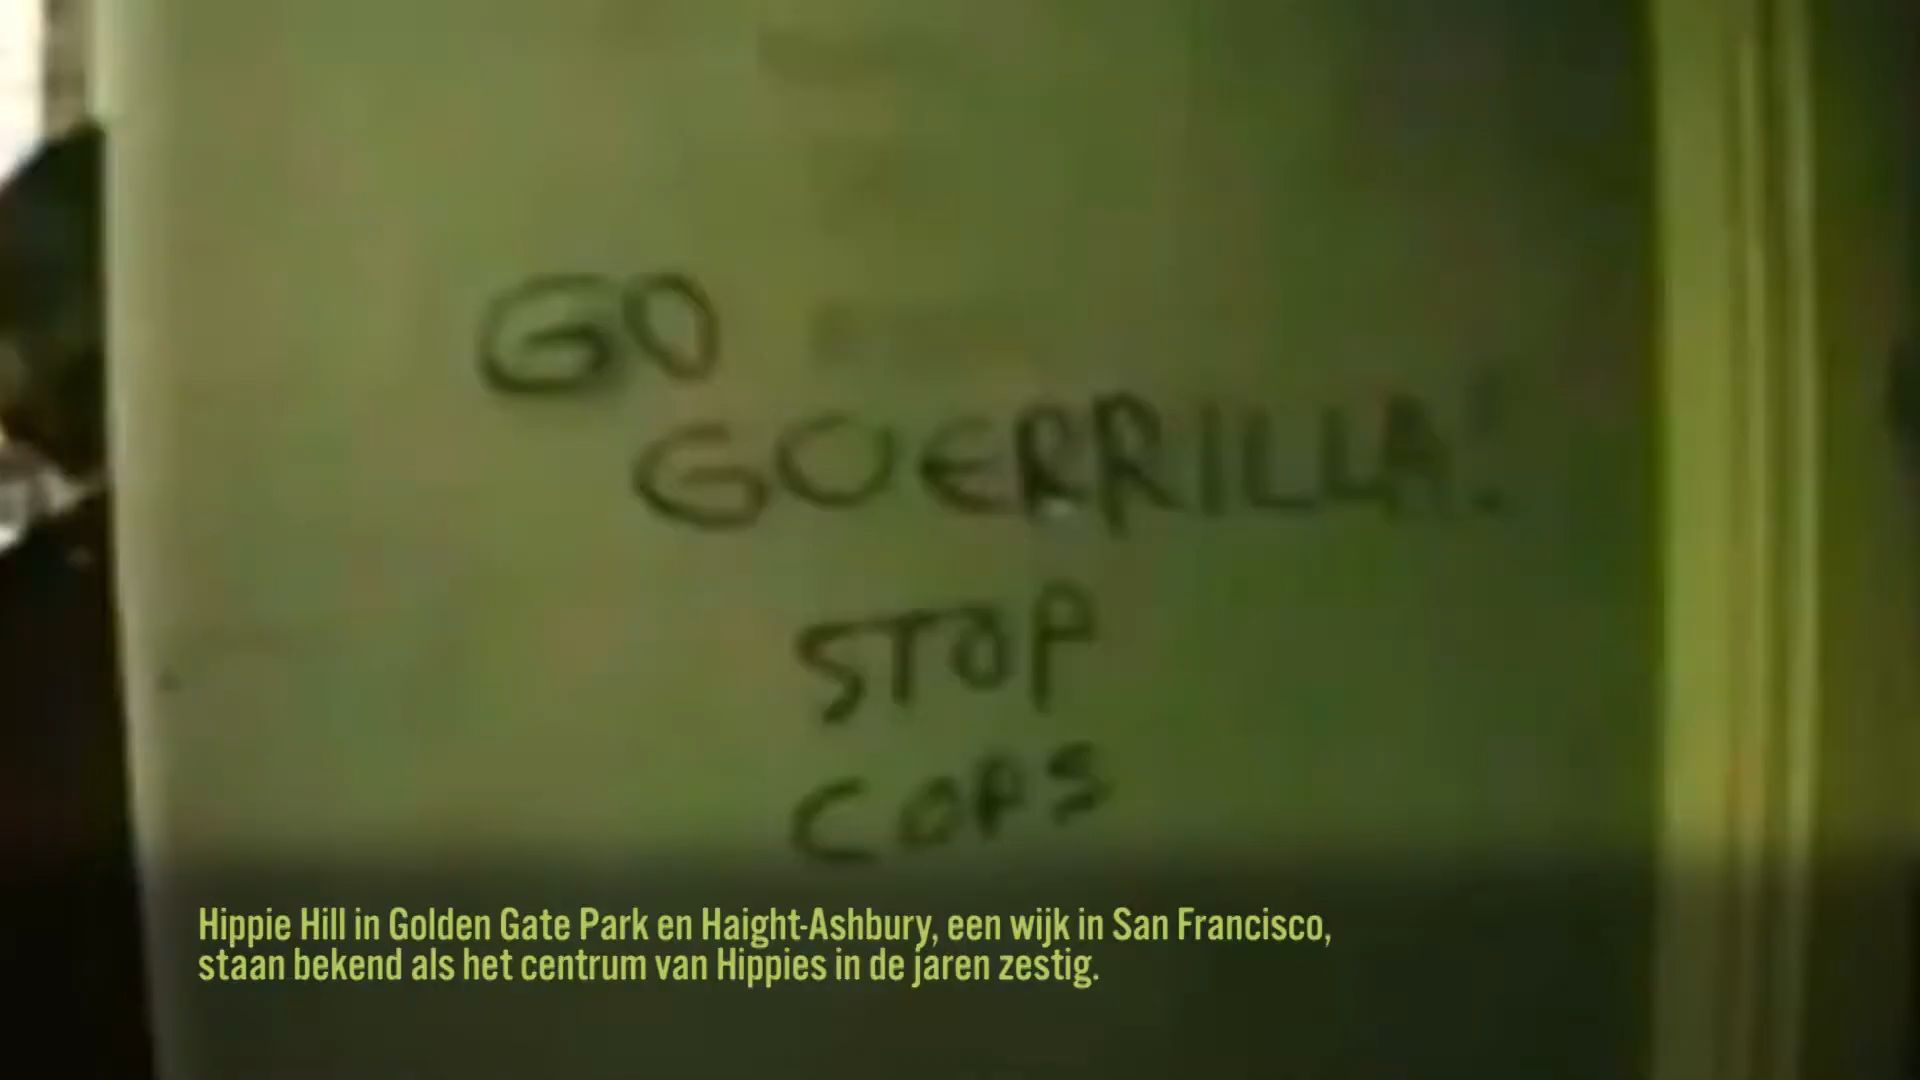 GO
GUERRILLA!
STOP
COPS
Hippie Hill in Golden Gate Park en Haight-Ashbury, een wijk in San Francisco,
staan bekend als het centrum van Hippies in de jaren zestig.